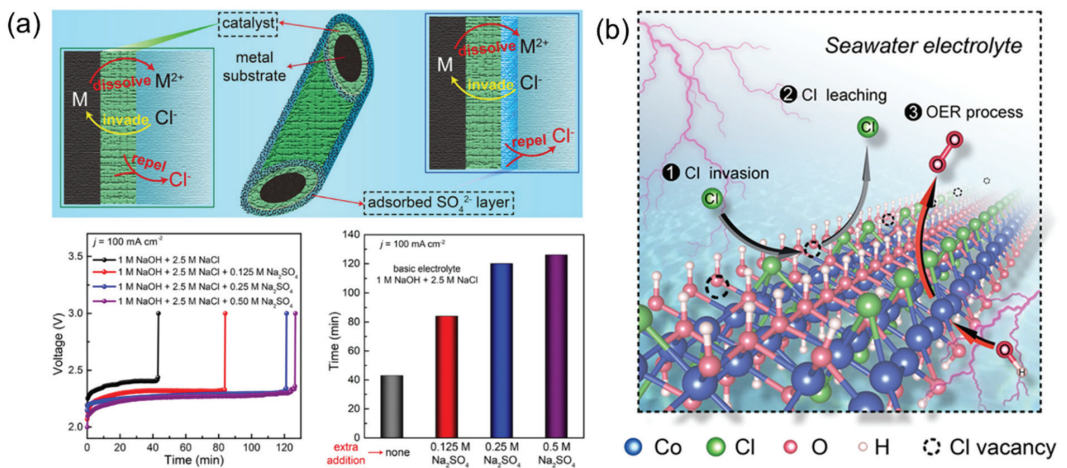 (a)
catalyst
metal
substrate
M
dissolve
M²⁺
invade
Cl⁻
repel
Cl⁻
adsorbed SO₄²⁻ layer
M
dissolve
M²⁺
invade
Cl⁻
repel
Cl⁻
j = 100 mA cm⁻²
1 M NaOH + 2.5 M NaCl
1 M NaOH + 2.5 M NaCl + 0.125 M Na₂SO₄
1 M NaOH + 2.5 M NaCl + 0.25 M Na₂SO₄
1 M NaOH + 2.5 M NaCl + 0.50 M Na₂SO₄
Voltage (V)
3.5
3.0
2.5
2.0
0 20 40 60 80 100 120
Time (min)
j = 100 mA cm⁻²
basic electrolyte
1 M NaOH + 2.5 M NaCl
Time (min)
140
120
100
80
60
40
20
0
extra
addition
none
0.125 M
Na₂SO₄
0.25 M
Na₂SO₄
0.5 M
Na₂SO₄
(b)
Seawater electrolyte
2 Cl leaching
3 OER process
Cl
O
O
1 Cl invasion
Cl
O
H
Co Cl O H Cl vacancy